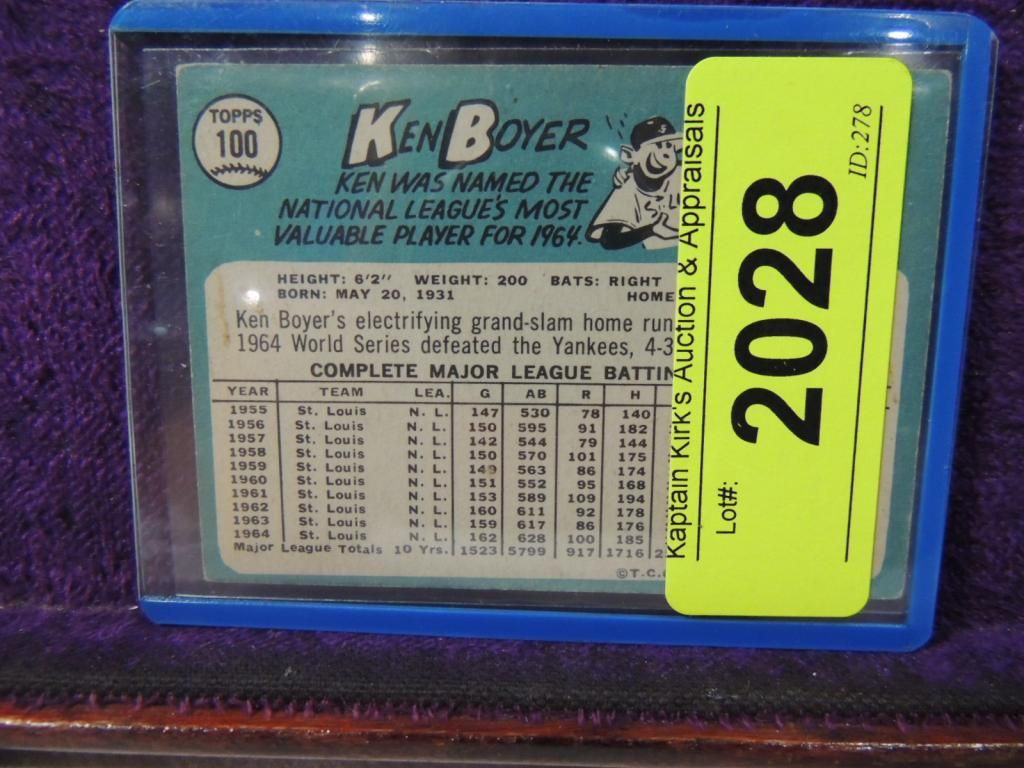 TOPPS
100
KEN BOYER
KEN WAS NAMED THE
NATIONAL LEAGUE'S MOST
VALUABLE PLAYER FOR 1964.
HEIGHT: 6'2" WEIGHT: 200 BATS: RIGHT
BORN: MAY 20, 1931 HOME
Ken Boyer's electrifying grand-slam home run
1964 World Series defeated the Yankees, 4-3
COMPLETE MAJOR LEAGUE BATTIN
YEAR TEAM LEA. G AB R H
1955 St. Louis N. L. 147 530 78 140
1956 St. Louis N. L. 150 595 91 182
1957 St. Louis N. L. 142 544 79 144
1958 St. Louis N. L. 150 570 101 175
1959 St. Louis N. L. 149 563 86 174
1960 St. Louis N. L. 151 552 95 168
1961 St. Louis N. L. 153 589 109 194
1962 St. Louis N. L. 160 611 92 178
1963 St. Louis N. L. 159 617 86 176
1964 St. Louis N. L. 162 628 100 185
Major League Totals 10 Yrs. 1523 5799 917 1716 2
©T.C.
Kaptain Kirk's Auction & Appraisals
Lot#:
2028
ID:278